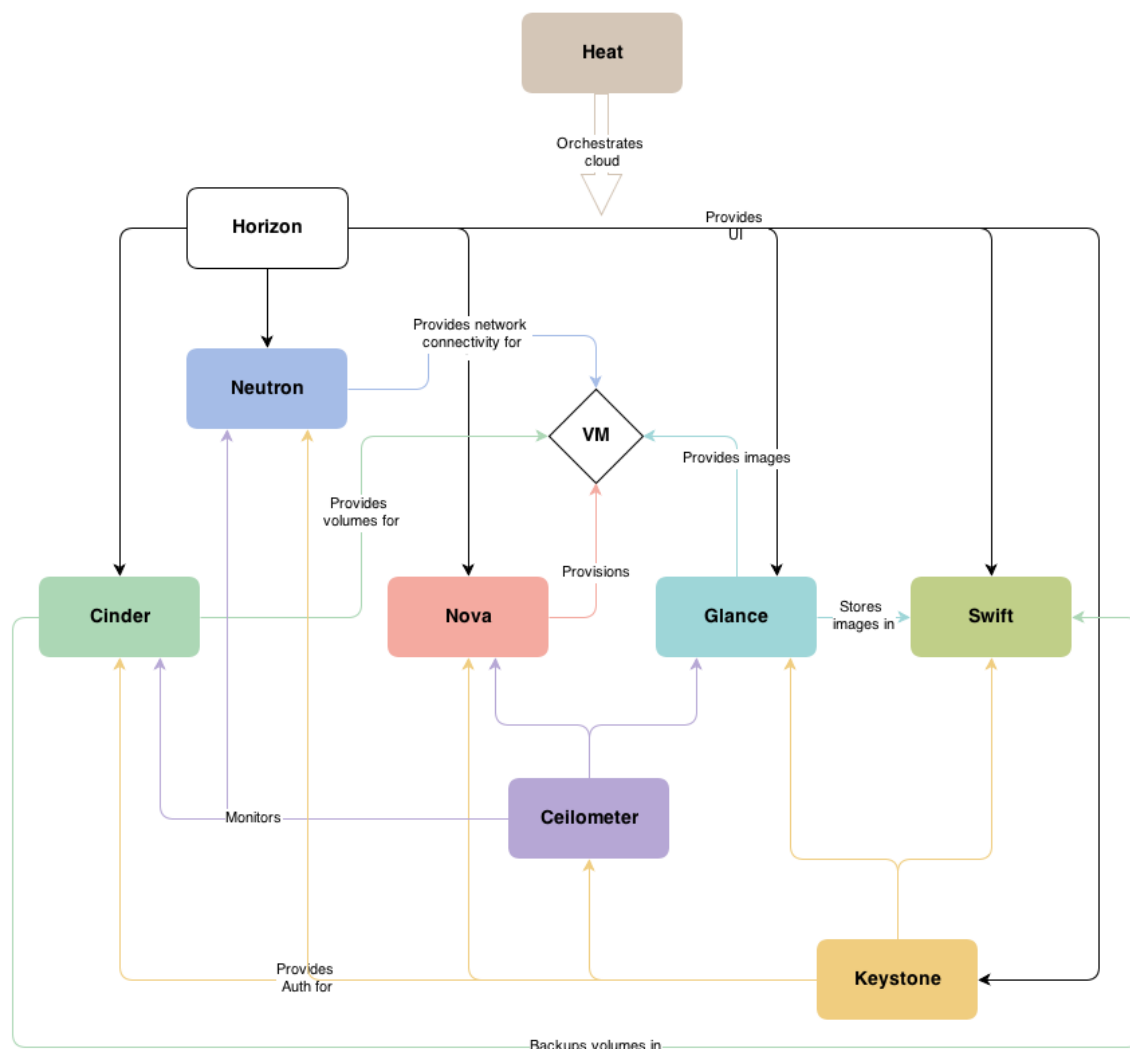 Heat
Orchestrates
cloud
Horizon
Provides
UI
Provides network
connectivity for
Neutron
VM
Provides images
Provides
volumes for
Provisions
Cinder
Nova
Glance
Stores
images in
Swift
Monitors
Ceilometer
Provides
Auth for
Keystone
Backups volumes in